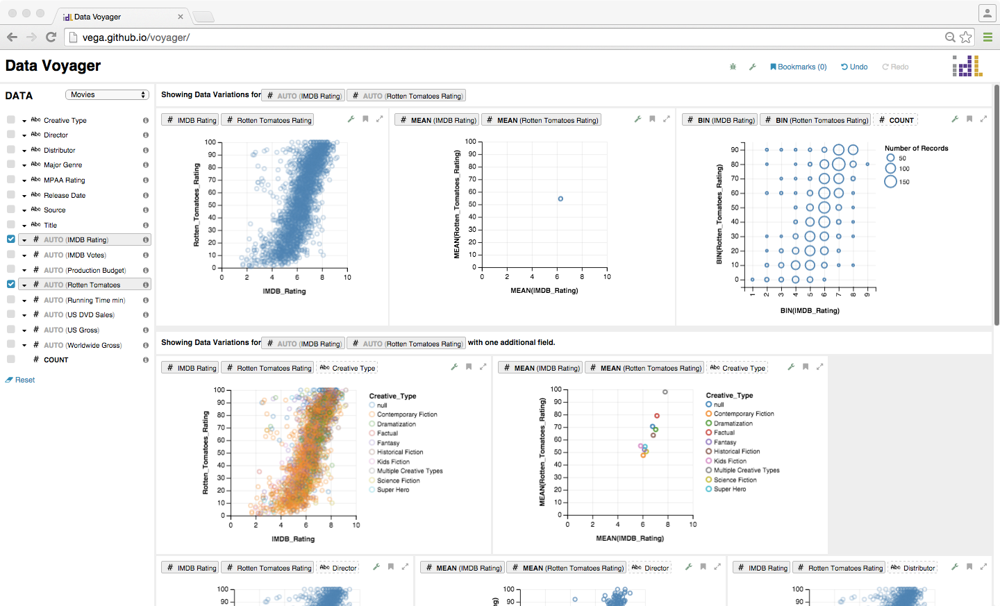 idl Data Voyager
vega.github.io/voyager/
Data Voyager
Bookmarks (0) Undo Redo
idl
DATA Movies
Abc Creative Type
Abc Director
Abc Distributor
Abc Major Genre
Abc MPAA Rating
Abc Release Date
Abc Source
Abc Title
# AUTO (IMDB Rating)
# AUTO (IMDB Votes)
# AUTO (Production Budget)
# AUTO (Rotten Tomatoes
# AUTO (Running Time min)
# AUTO (US DVD Sales)
# AUTO (US Gross)
# AUTO (Worldwide Gross)
# COUNT
Reset
Showing Data Variations for # AUTO (IMDB Rating) # AUTO (Rotten Tomatoes Rating)
# IMDB Rating # Rotten Tomatoes Rating
100
90
80
70
60
50
40
30
20
10
0
Rotten_Tomatoes_Rating
0 2 4 6 8 10
IMDB_Rating
# MEAN (IMDB Rating) # MEAN (Rotten Tomatoes Rating)
100
90
80
70
60
50
40
30
20
10
0
MEAN(Rotten_Tomatoes_Rating)
0 2 4 6 8 10
MEAN(IMDB_Rating)
# BIN (IMDB Rating) # BIN (Rotten Tomatoes Rating) # COUNT
90
80
70
60
50
40
30
20
10
0
BIN(Rotten_Tomatoes_Rating)
1 2 3 4 5 6 7 8 9
BIN(IMDB_Rating)
Number of Records
50
100
150
Showing Data Variations for # AUTO (IMDB Rating) # AUTO (Rotten Tomatoes Rating) with one additional field.
# IMDB Rating # Rotten Tomatoes Rating Abc Creative Type
100
90
80
70
60
50
40
30
20
10
0
Rotten_Tomatoes_Rating
0 2 4 6 8 10
IMDB_Rating
Creative_Type
null
Contemporary Fiction
Dramatization
Factual
Fantasy
Historical Fiction
Kids Fiction
Multiple Creative Types
Science Fiction
Super Hero
# MEAN (IMDB Rating) # MEAN (Rotten Tomatoes Rating) Abc Creative Type
100
90
80
70
60
50
40
30
20
10
0
MEAN(Rotten_Tomatoes_Rating)
0 2 4 6 8 10
MEAN(IMDB_Rating)
Creative_Type
null
Contemporary Fiction
Dramatization
Factual
Fantasy
Historical Fiction
Kids Fiction
Multiple Creative Types
Science Fiction
Super Hero
# IMDB Rating # Rotten Tomatoes Rating Abc Director
100
90
# MEAN (IMDB Rating) # MEAN (Rotten Tomatoes Rating) Abc Director
100
90
g)
# IMDB Rating # Rotten Tomatoes Rating Abc Distributor
100
90